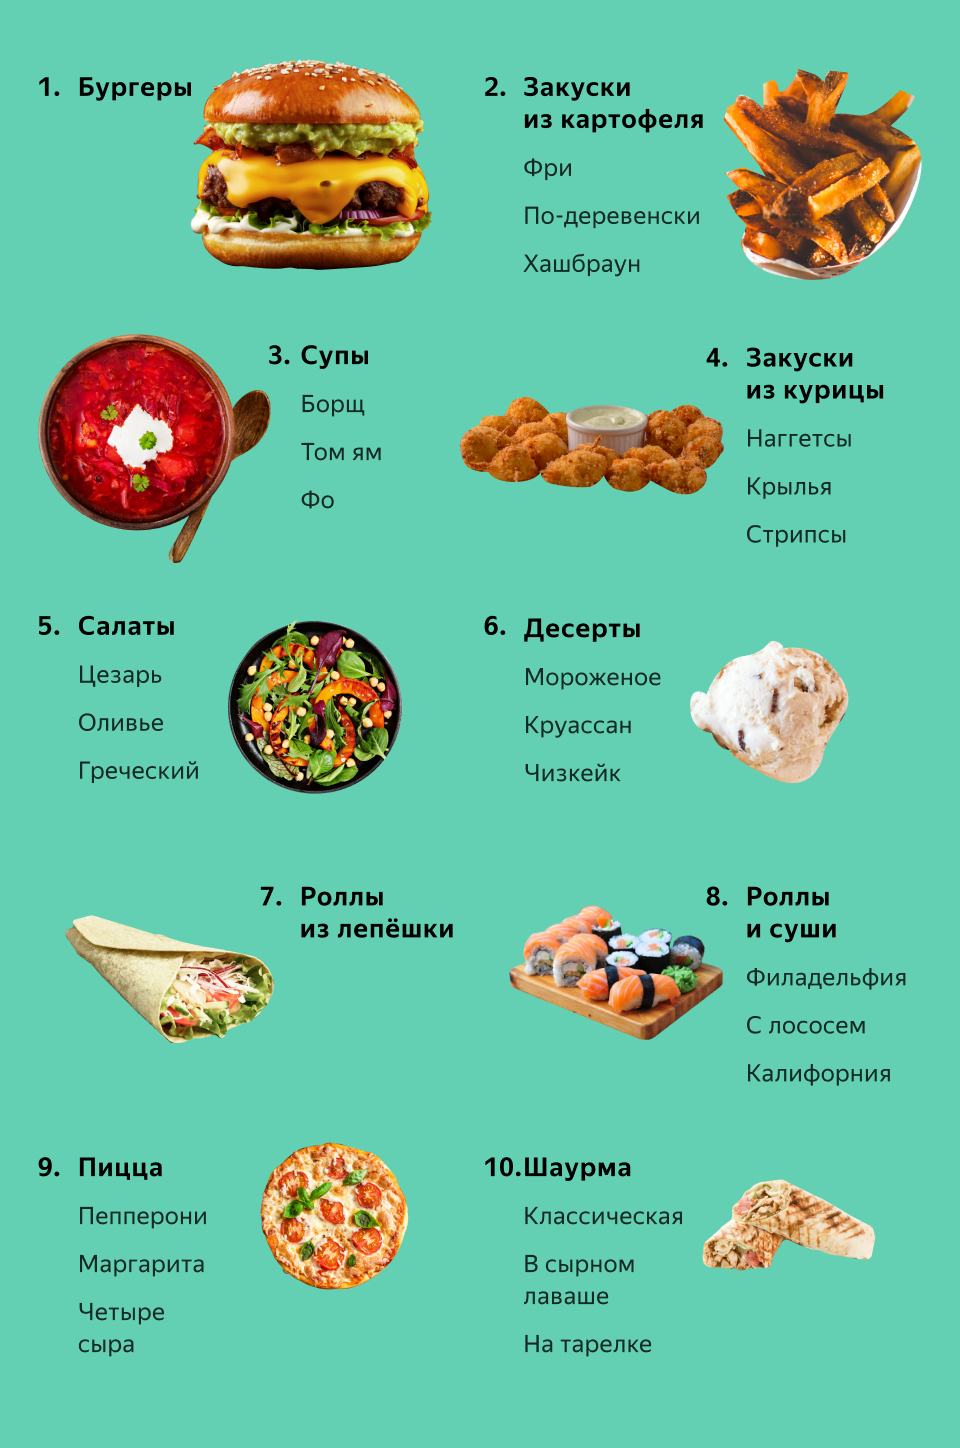 1. Бургеры
2. Закуски
из картофеля
Фри
По-деревенски
Хашбраун
3. Супы
Борщ
Том ям
Фо
4. Закуски
из курицы
Наггетсы
Крылья
Стрипсы
5. Салаты
Цезарь
Оливье
Греческий
6. Десерты
Мороженое
Круассан
Чизкейк
7. Роллы
из лепёшки
8. Роллы
и суши
Филадельфия
С лососем
Калифорния
9. Пицца
Пепперони
Маргарита
Четыре
сыра
10. Шаурма
Классическая
В сырном
лаваше
На тарелке